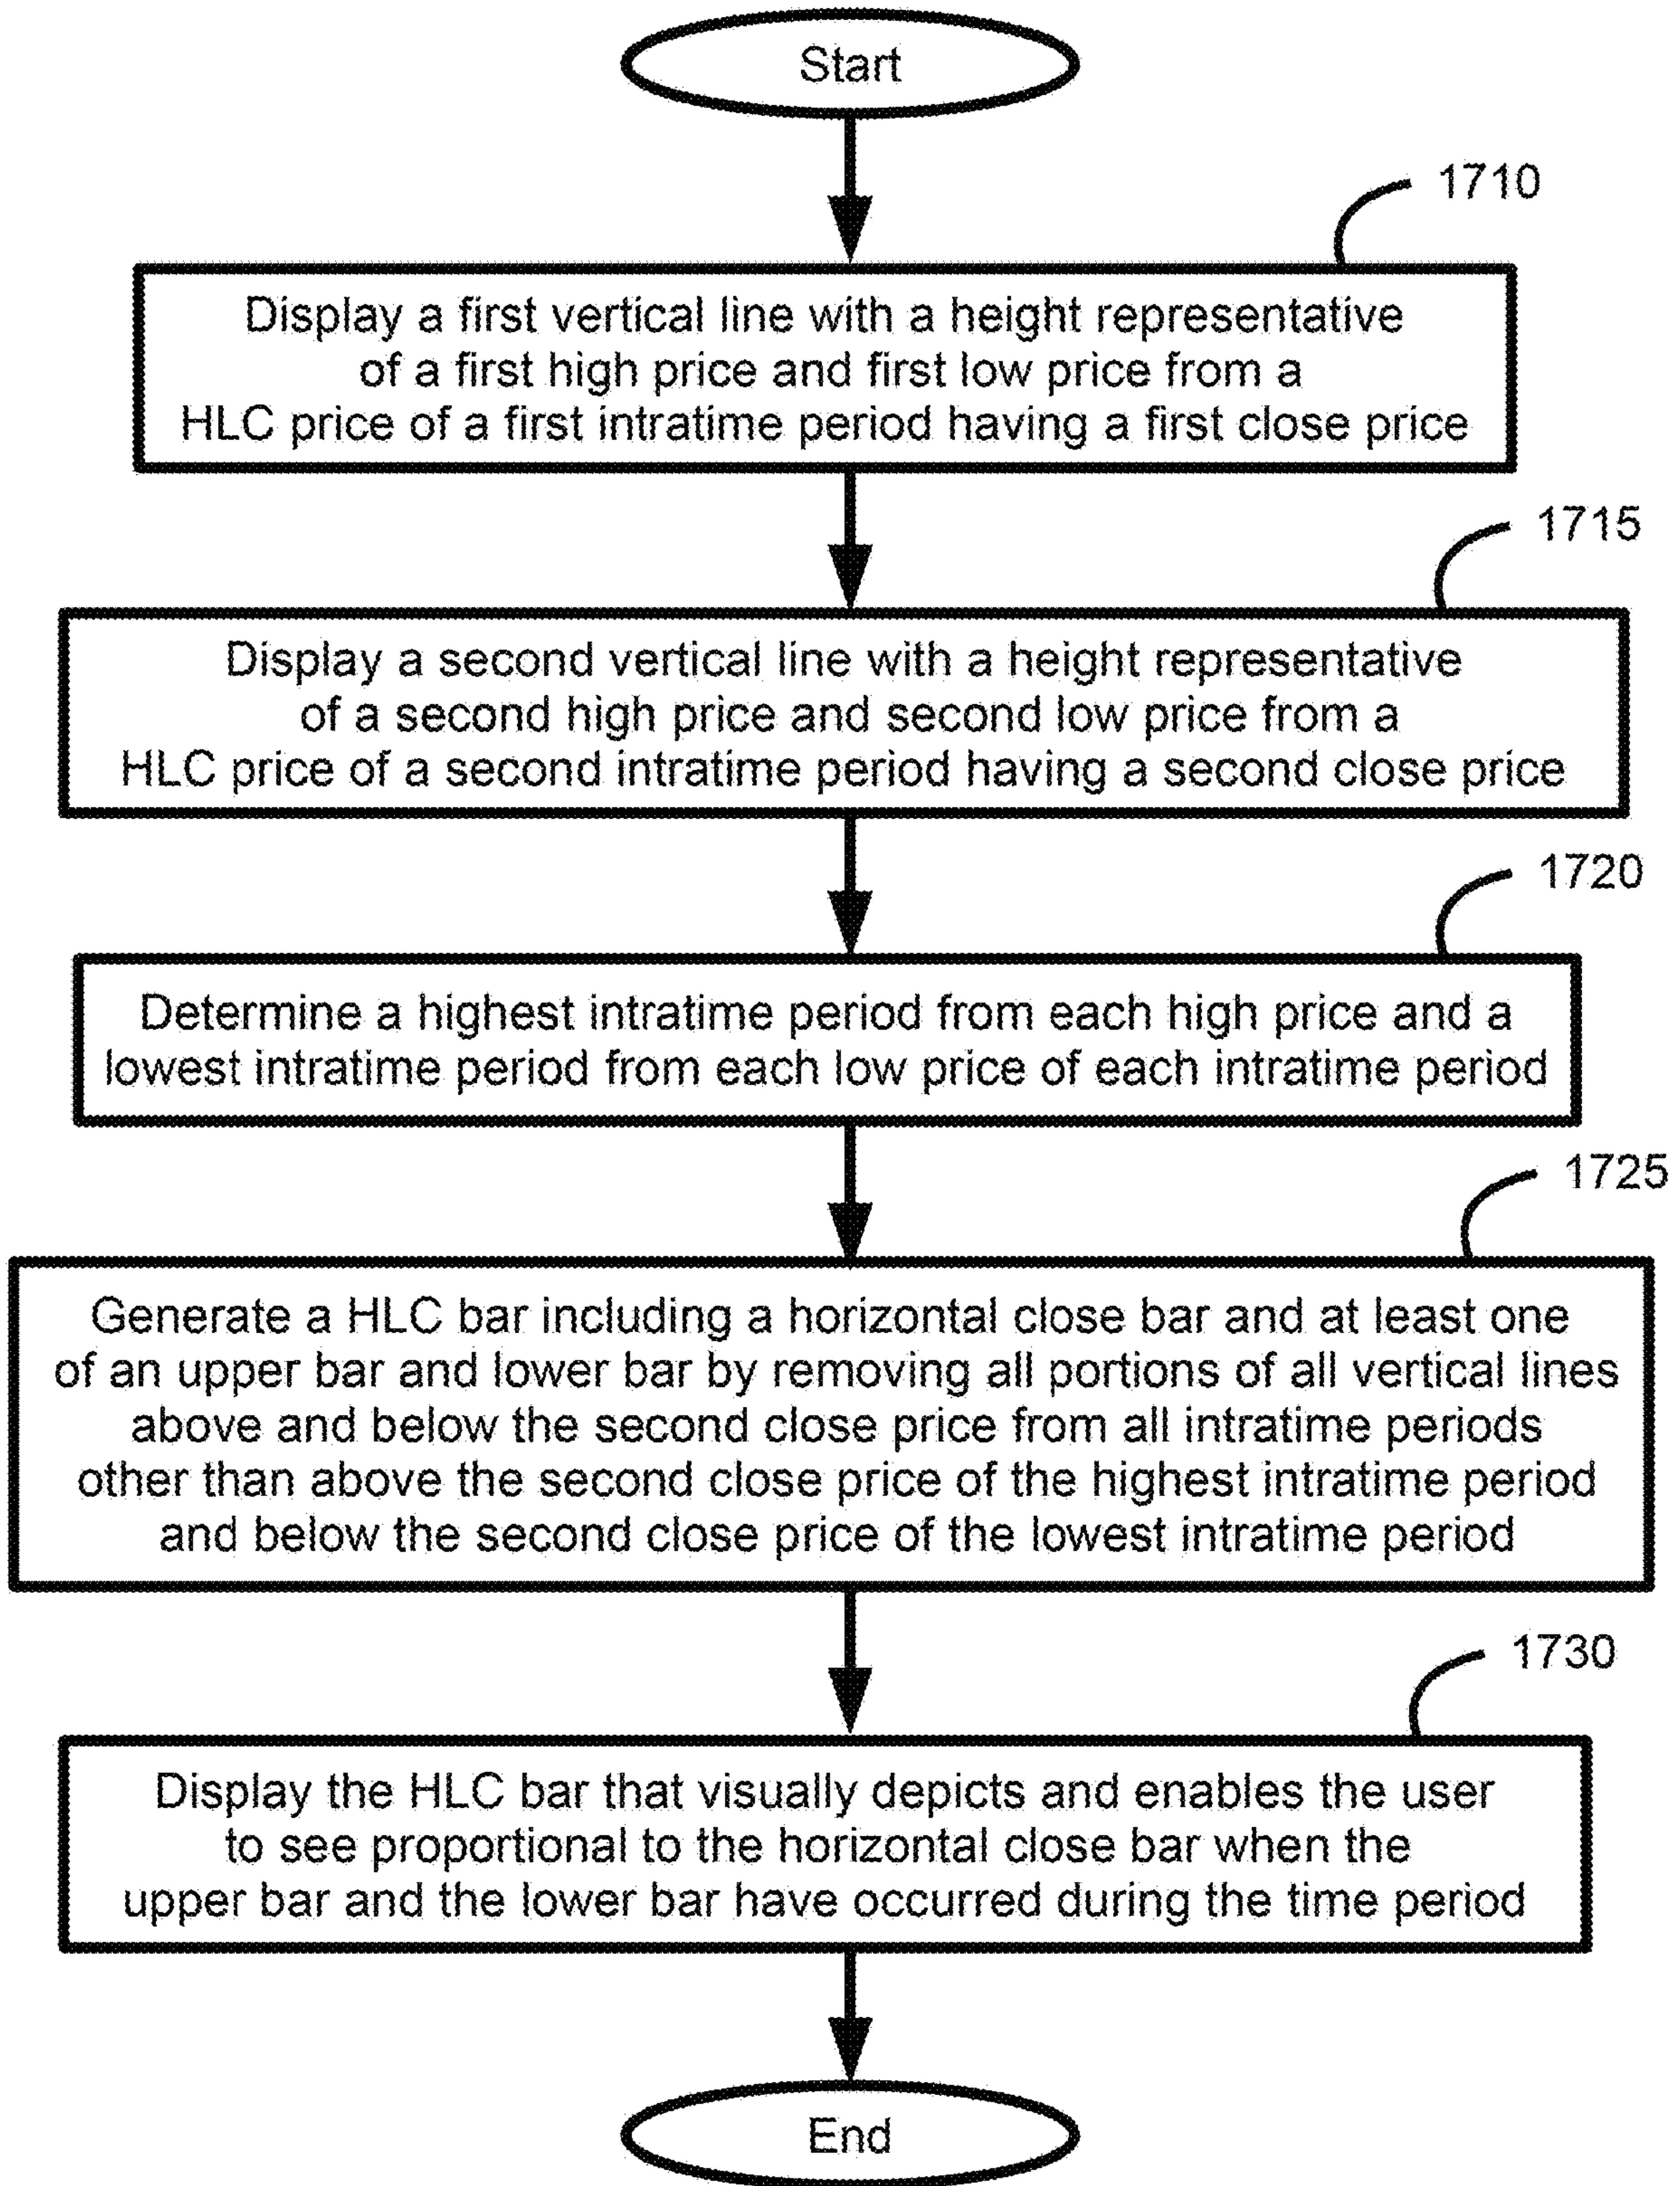 Start
1710
Display a first vertical line with a height representative
of a first high price and first low price from a
HLC price of a first intratime period having a first close price
1715
Display a second vertical line with a height representative
of a second high price and second low price from a
HLC price of a second intratime period having a second close price
1720
Determine a highest intratime period from each high price and a
lowest intratime period from each low price of each intratime period
1725
Generate a HLC bar including a horizontal close bar and at least one
of an upper bar and lower bar by removing all portions of all vertical lines
above and below the second close price from all intratime periods
other than above the second close price of the highest intratime period
and below the second close price of the lowest intratime period
1730
Display the HLC bar that visually depicts and enables the user
to see proportional to the horizontal close bar when the
upper bar and the lower bar have occurred during the time period
End